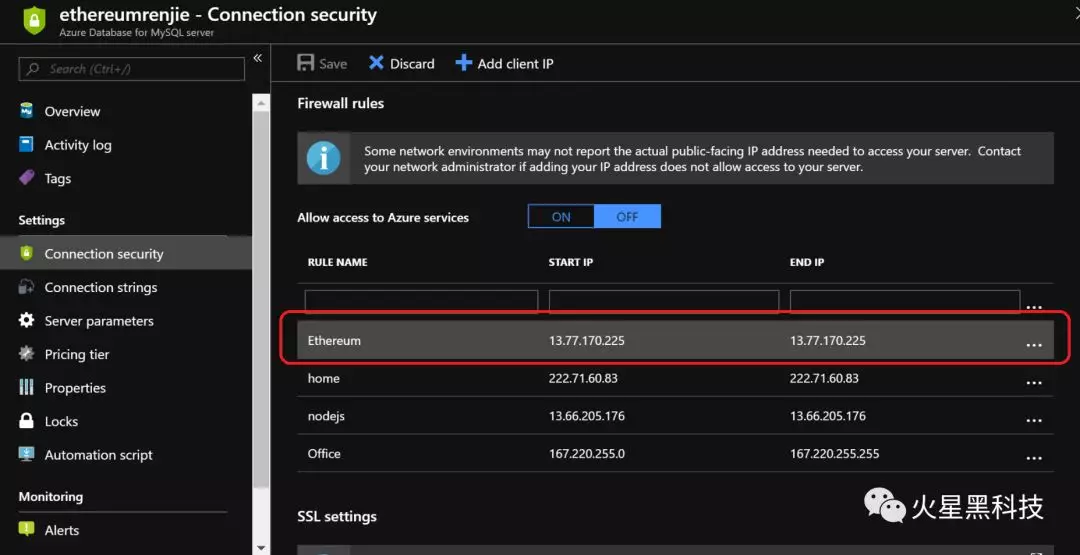 ethereumrenjie - Connection security
Azure Database for MySQL server
Search (Ctrl+/)
«
Overview
Activity log
Tags
Settings
Connection security
Connection strings
Server parameters
Pricing tier
Properties
Locks
Automation script
Monitoring
Alerts
Save Discard Add client IP
Firewall rules
Some network environments may not report the actual public-facing IP address needed to access your server. Contact
your network administrator if adding your IP address does not allow access to your server.
Allow access to Azure services ON OFF
RULE NAME START IP END IP
...
Ethereum 13.77.170.225 13.77.170.225 ...
home 222.71.60.83 222.71.60.83 ...
nodejs 13.66.205.176 13.66.205.176 ...
Office 167.220.255.0 167.220.255.255 ...
SSL settings
火星黑科技